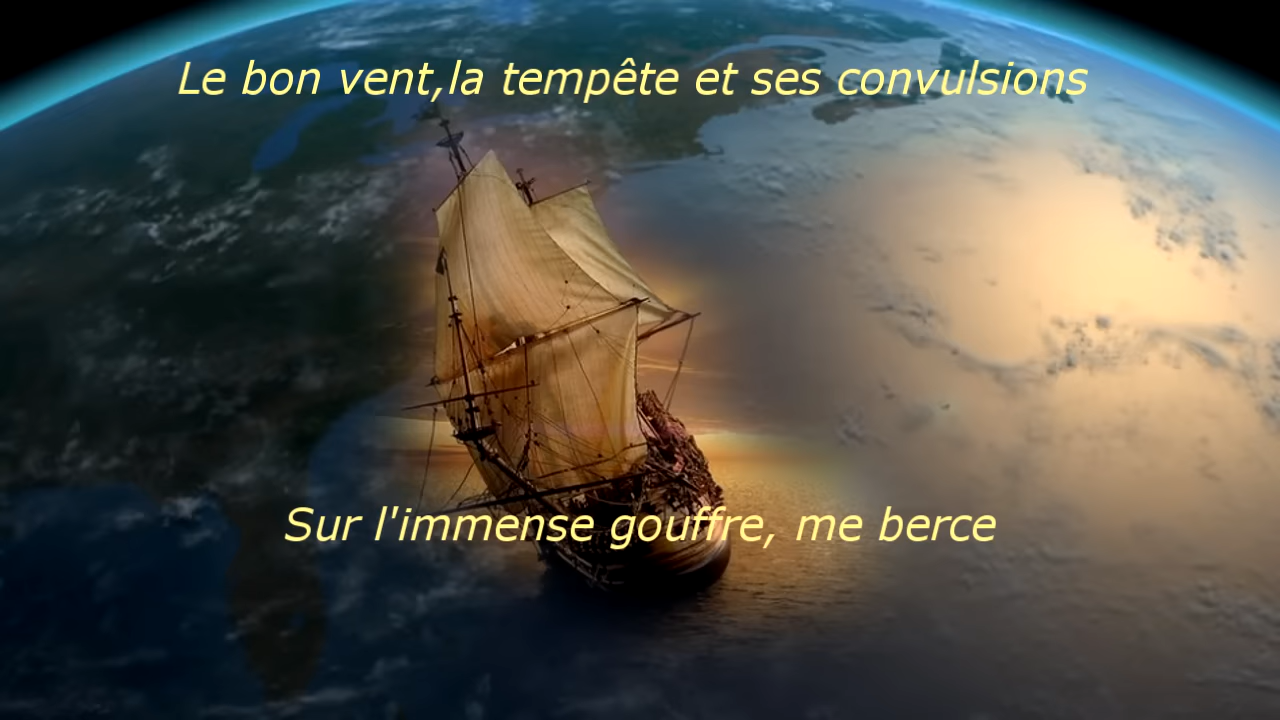 Le bon vent,la tempête et ses convulsions
Sur l'immense gouffre, me berce